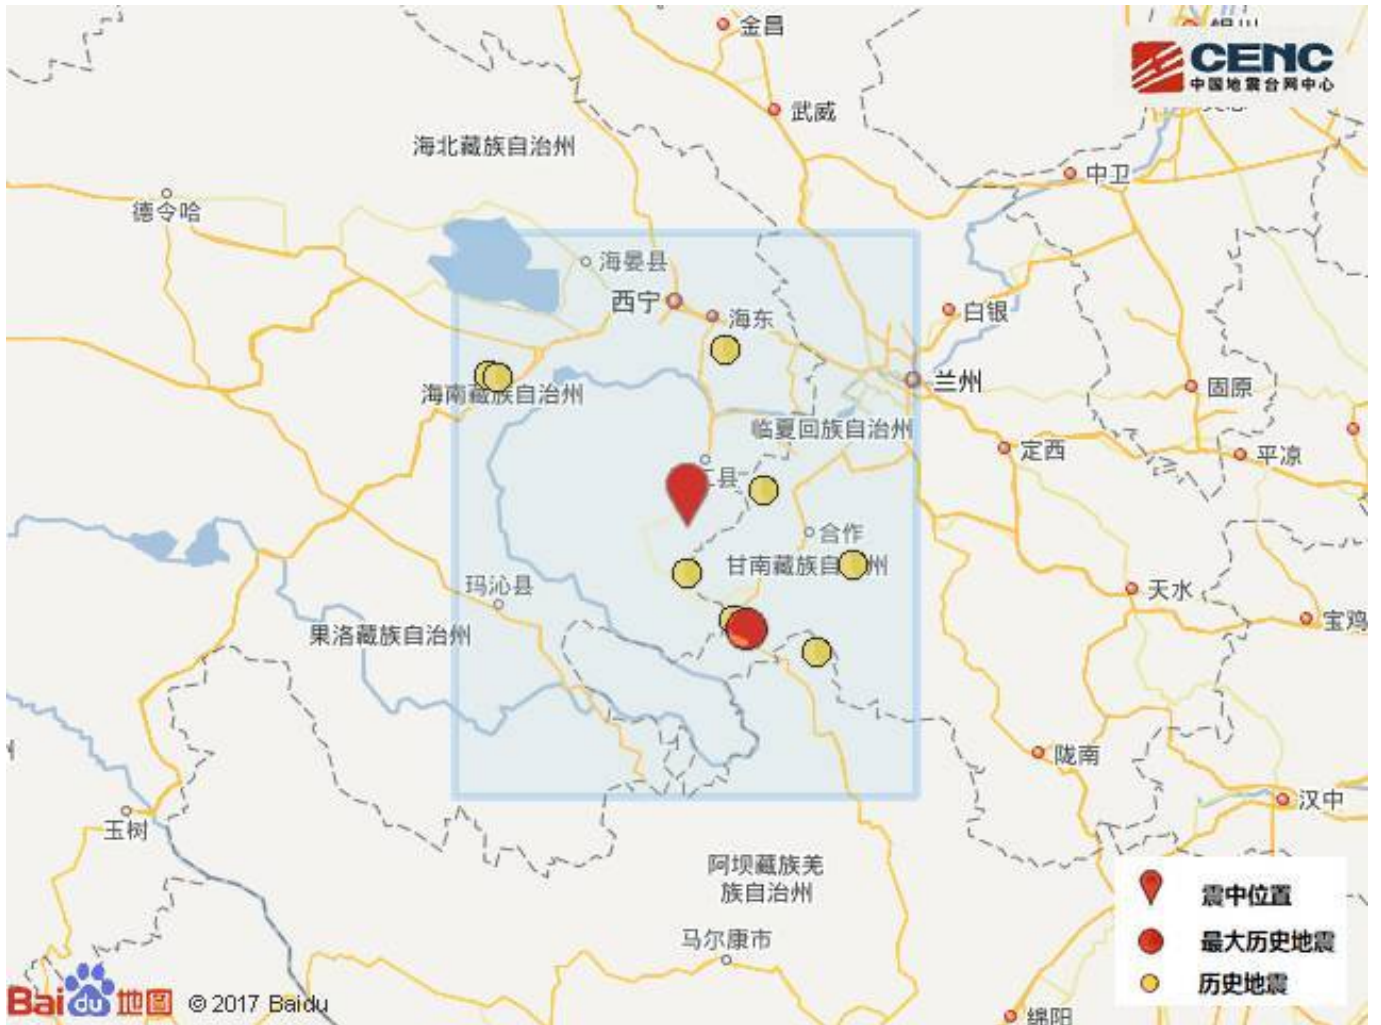 金昌
CENC
中国地震台网中心
武威
海北藏族自治州
中卫
德令哈
海晏县
西宁
海东
白银
兰州
海南藏族自治州
固原
临夏回族自治州
定西
平凉
县
合作
甘南藏族自 州
玛沁县
天水
宝鸡
果洛藏族自治州
陇南
汉中
玉树
阿坝藏族羌
族自治州
马尔康市
震中位置
最大历史地震
历史地震
Baidu地图 © 2017 Baidu
绵阳